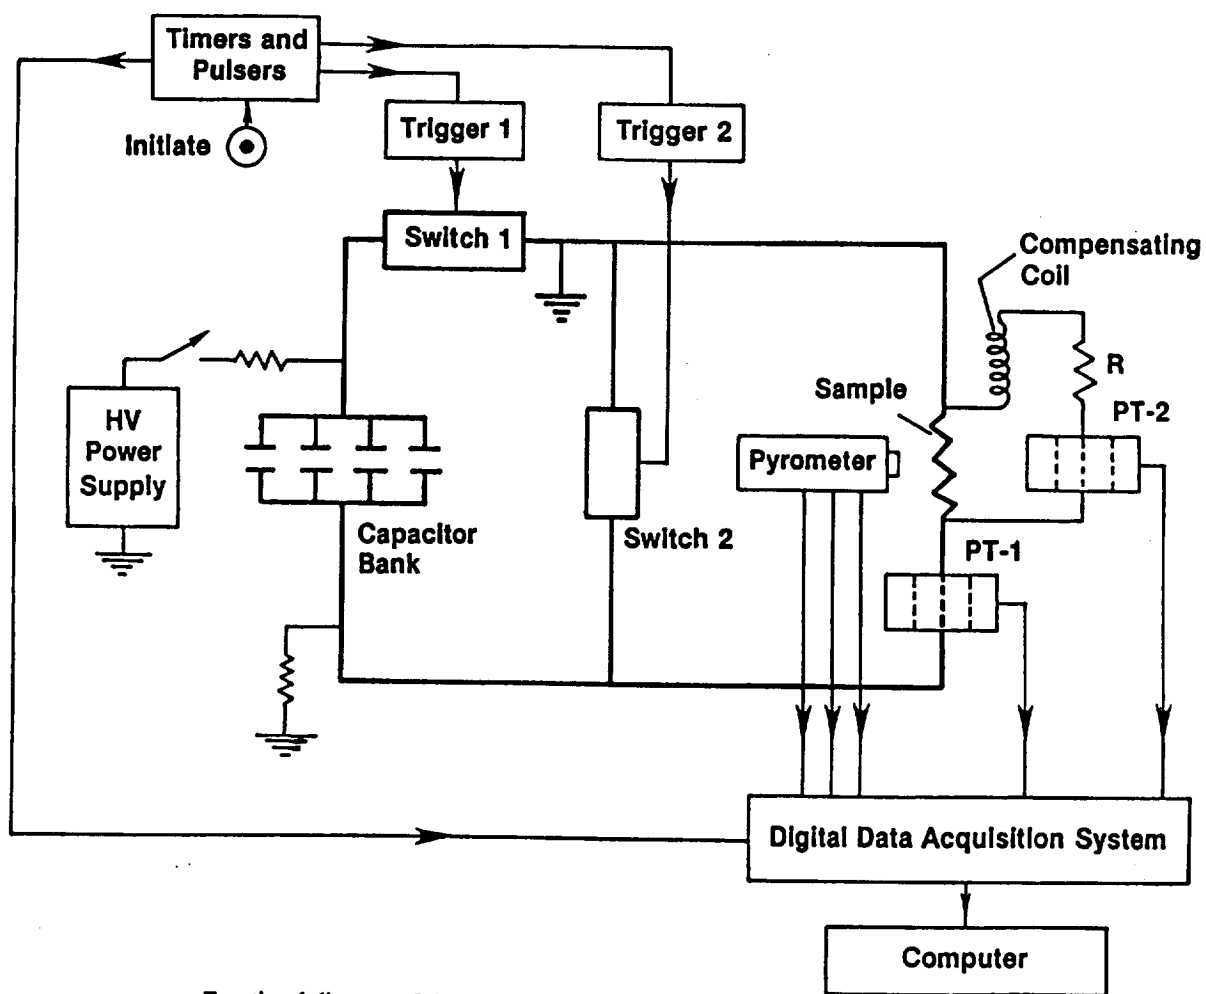 Timers and
Pulsers
Initiate
Trigger 1
Trigger 2
Switch 1
Compensating
Coil
R
Sample
PT-2
HV
Power
Supply
Pyrometer
Capacitor
Bank
Switch 2
PT-1
Digital Data Acquisition System
Computer